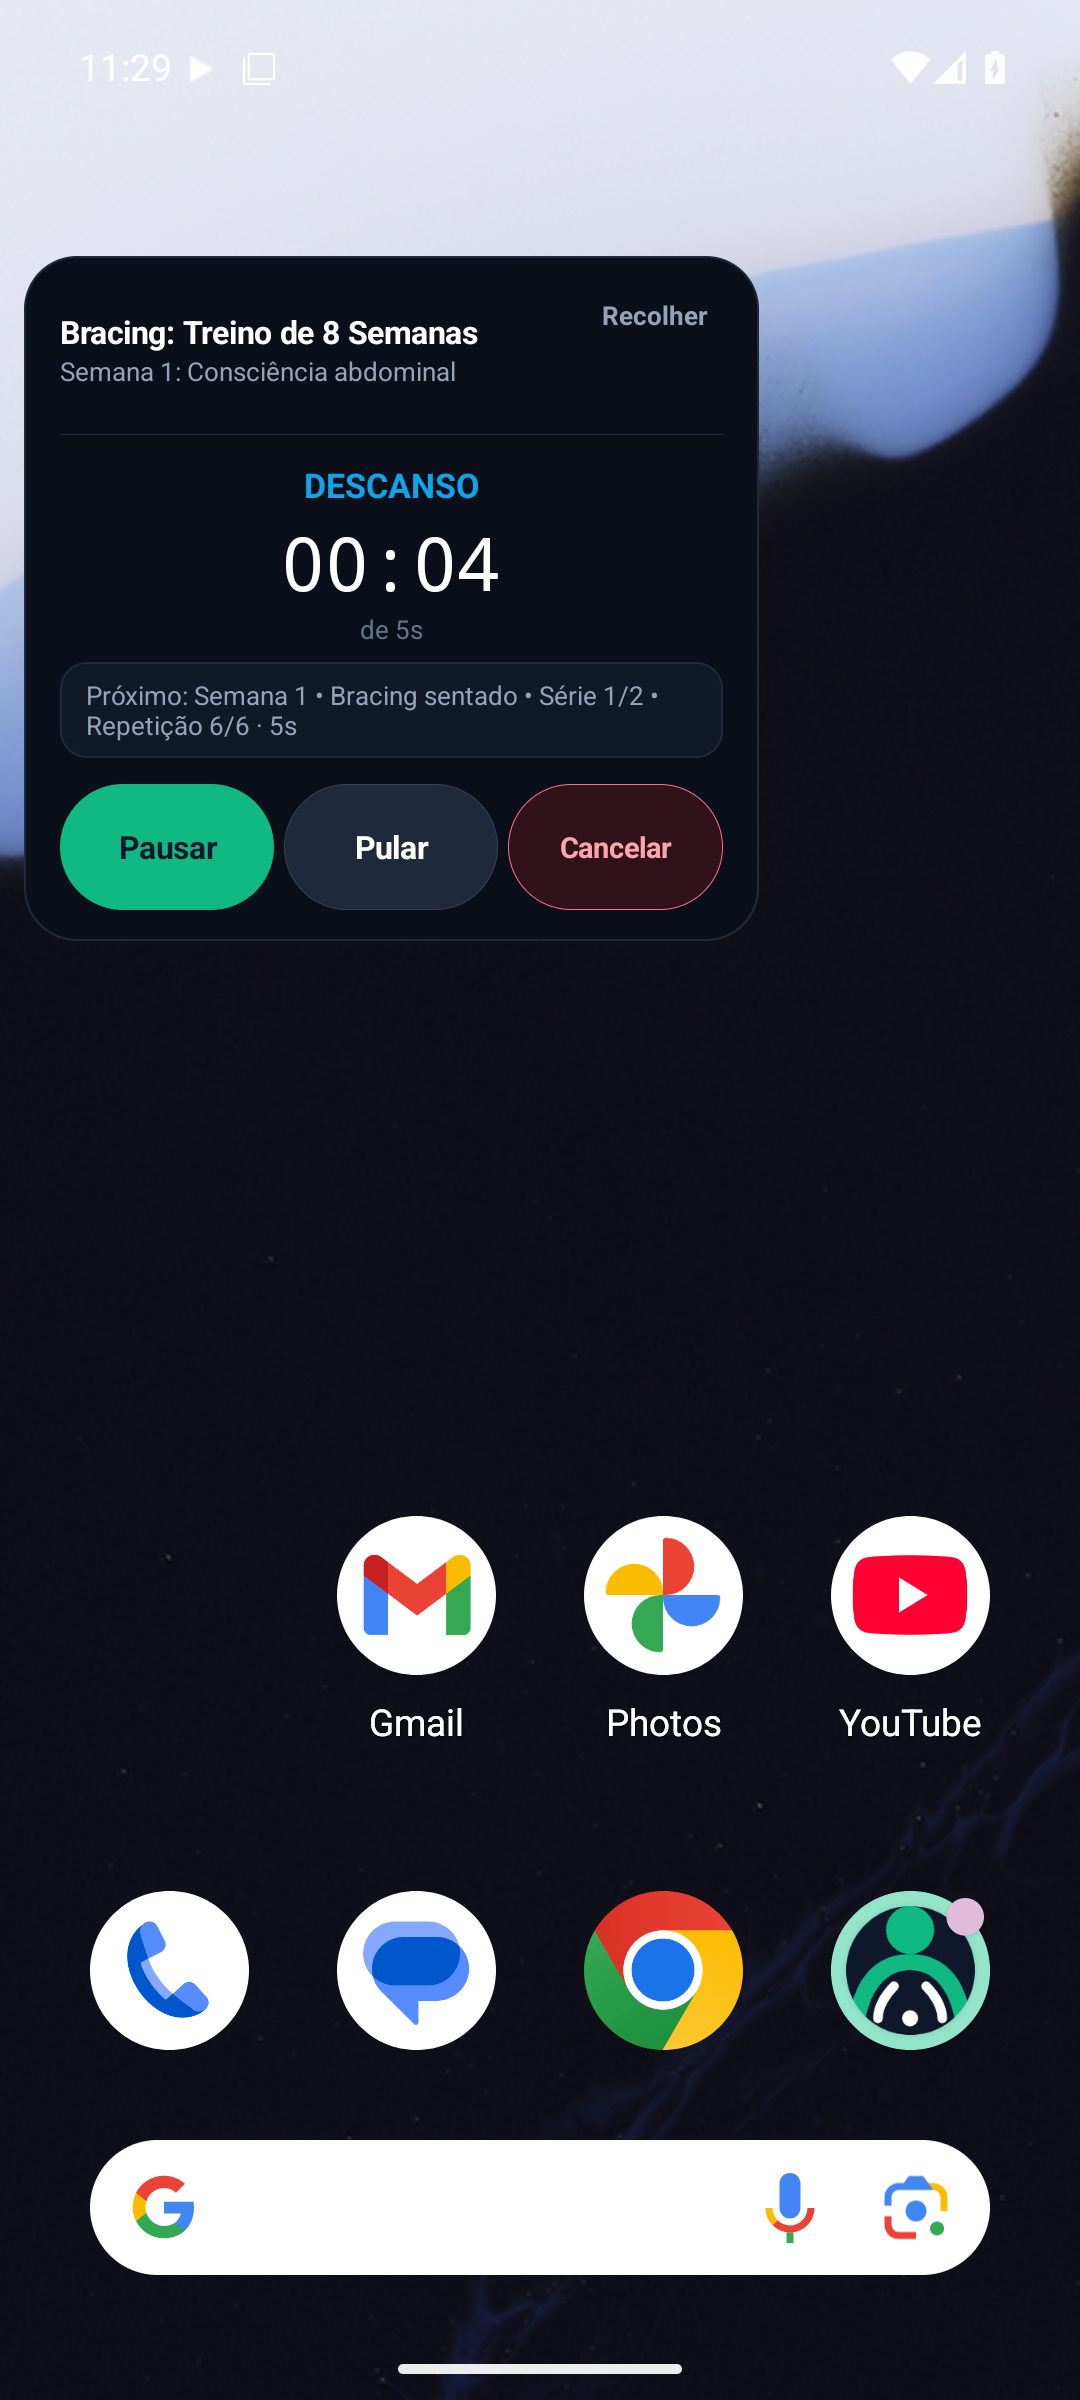 11:29
Bracing: Treino de 8 Semanas
Recolher
Semana 1: Consciência abdominal
DESCANSO
00:04
de 5s
Próximo: Semana 1 • Bracing sentado • Série 1/2 •
Repetição 6/6 · 5s
Pausar
Pular
Cancelar
Gmail
Photos
YouTube